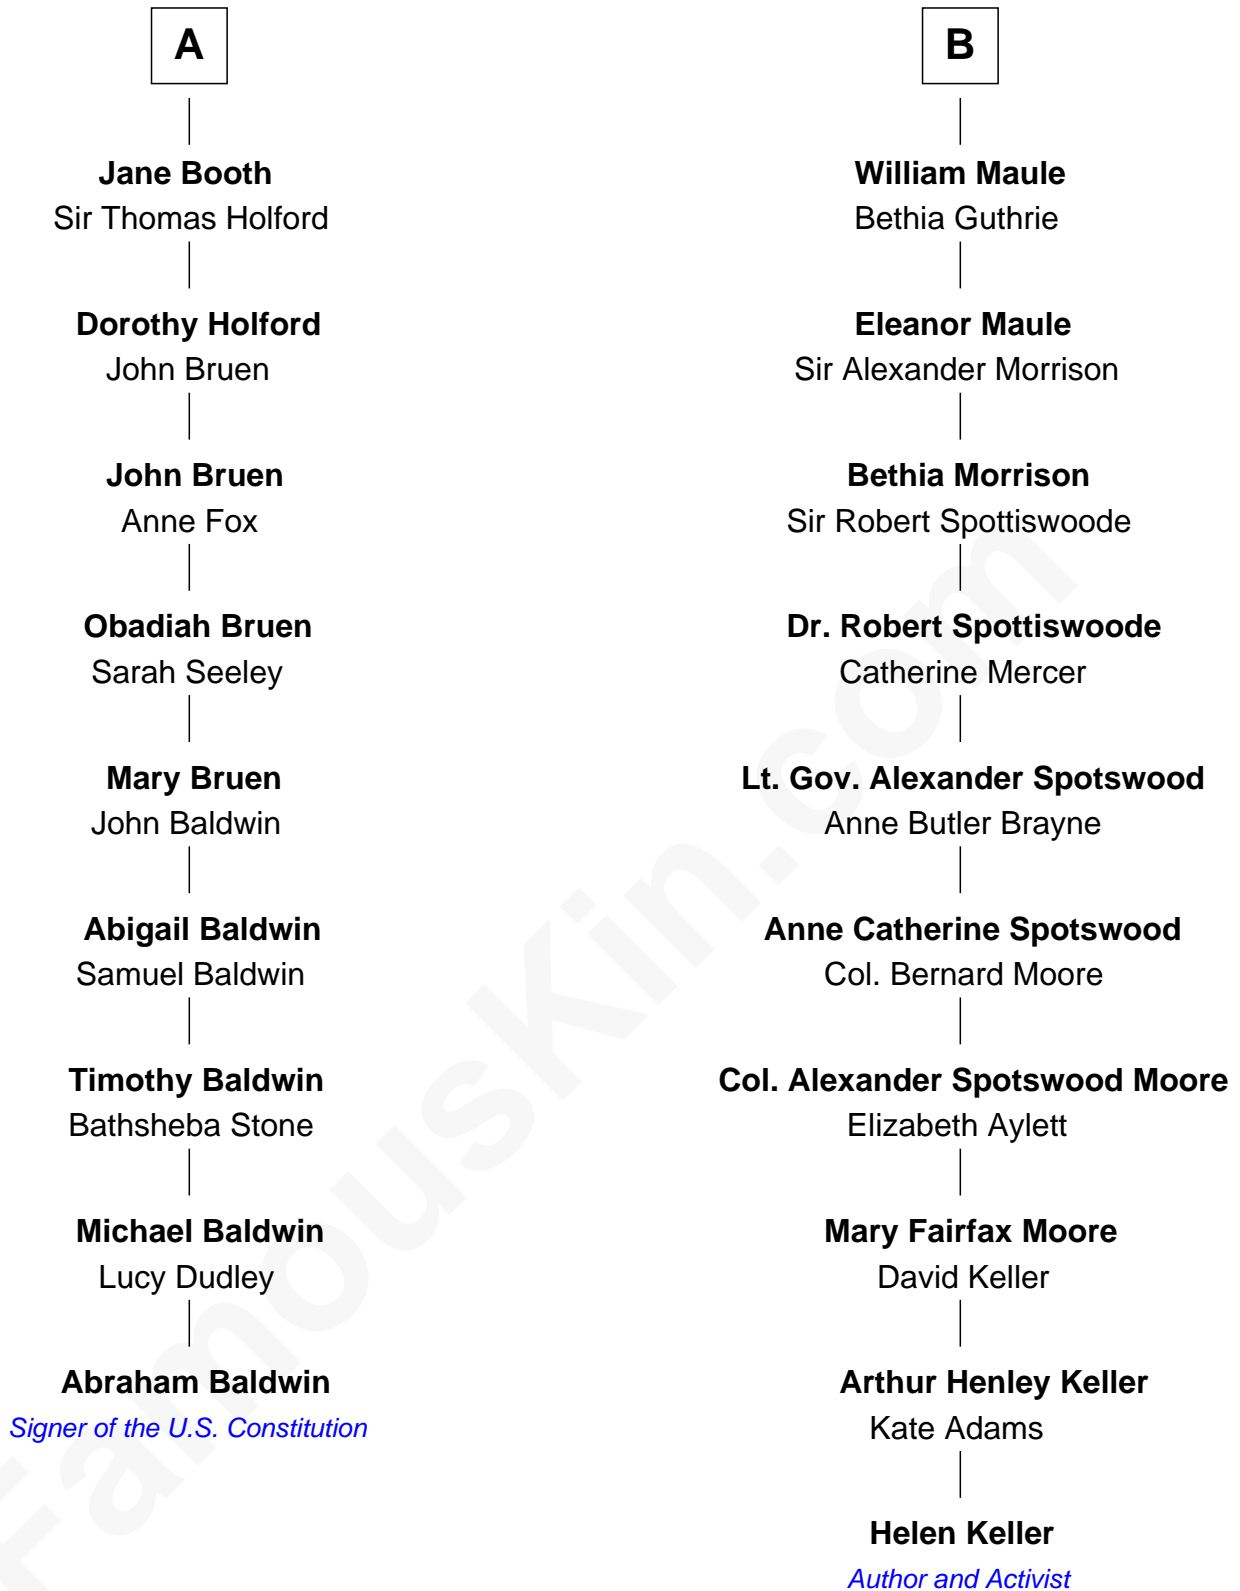 A
Jane Booth
Sir Thomas Holford
Dorothy Holford
John Bruen
John Bruen
Anne Fox
Obadiah Bruen
Sarah Seeley
Mary Bruen
John Baldwin
Abigail Baldwin
Samuel Baldwin
Timothy Baldwin
Bathsheba Stone
Michael Baldwin
Lucy Dudley
Abraham Baldwin
Signer of the U.S. Constitution
B
William Maule
Bethia Guthrie
Eleanor Maule
Sir Alexander Morrison
Bethia Morrison
Sir Robert Spottiswoode
Dr. Robert Spottiswoode
Catherine Mercer
Lt. Gov. Alexander Spotswood
Anne Butler Brayne
Anne Catherine Spotswood
Col. Bernard Moore
Col. Alexander Spotswood Moore
Elizabeth Aylett
Mary Fairfax Moore
David Keller
Arthur Henley Keller
Kate Adams
Helen Keller
Author and Activist
FamousKin.com